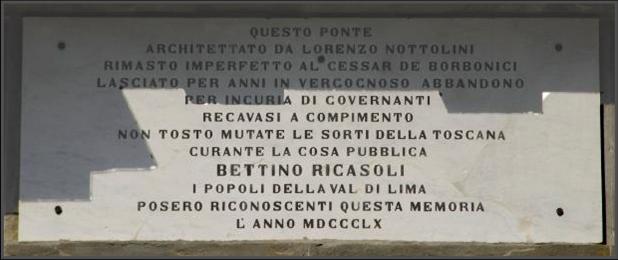 QUESTO PONTE
ARCHITETTATO DA LORENZO NOTTOLINI
RIMASTO IMPERFETTO AL CESSAR DE BORBONICI
LASCIATO PER ANNI IN VERGOGNOSO ABBANDONO
PER INCURIA DI GOVERNANTI
RECAVASI A COMPIMENTO
NON TOSTO MUTATE LE SORTI DELLA TOSCANA
CURANTE LA COSA PUBBLICA
BETTINO RICASOLI
I POPOLI DELLA VAL DI LIMA
POSERO RICONOSCENTI QUESTA MEMORIA
L' ANNO MDCCCLX